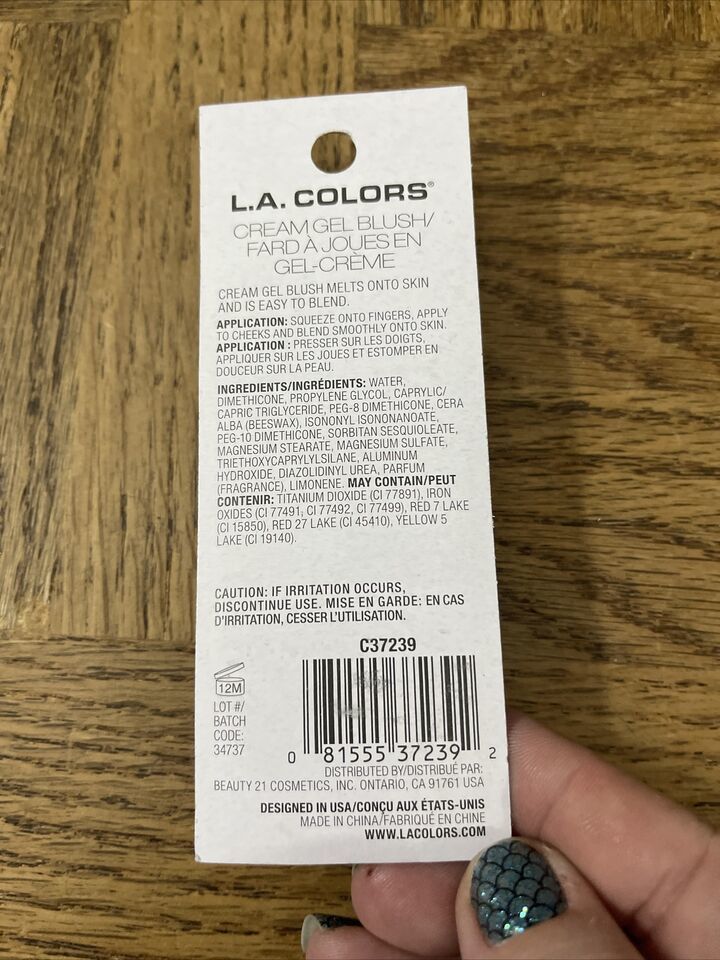 L.A. COLORS®
CREAM GEL BLUSH/
FARD À JOUES EN
GEL-CRÈME
CREAM GEL BLUSH MELTS ONTO SKIN
AND IS EASY TO BLEND.
APPLICATION: SQUEEZE ONTO FINGERS, APPLY
TO CHEEKS AND BLEND SMOOTHLY ONTO SKIN.
APPLICATION : PRESSER SUR LES DOIGTS,
APPLIQUER SUR LES JOUES ET ESTOMPER EN
DOUCEUR SUR LA PEAU.
INGREDIENTS/INGRÉDIENTS: WATER,
DIMETHICONE, PROPYLENE GLYCOL, CAPRYLIC/
CAPRIC TRIGLYCERIDE, PEG-8 DIMETHICONE, CERA
ALBA (BEESWAX), ISONONYL ISONONANOATE,
PEG-10 DIMETHICONE, SORBITAN SESQUIOLEATE,
MAGNESIUM STEARATE, MAGNESIUM SULFATE,
TRIETHOXYCAPRYLYLSILANE, ALUMINUM
HYDROXIDE, DIAZOLIDINYL UREA, PARFUM
(FRAGRANCE), LIMONENE. MAY CONTAIN/PEUT
CONTENIR: TITANIUM DIOXIDE (CI 77891), IRON
OXIDES (CI 77491, CI 77492, CI 77499), RED 7 LAKE
(CI 15850), RED 27 LAKE (CI 45410), YELLOW 5
LAKE (CI 19140).
CAUTION: IF IRRITATION OCCURS,
DISCONTINUE USE. MISE EN GARDE: EN CAS
D'IRRITATION, CESSER L'UTILISATION.
C37239
12M
LOT #/
BATCH
CODE:
34737
0 81555 37239 2
DISTRIBUTED BY/DISTRIBUÉ PAR:
BEAUTY 21 COSMETICS, INC. ONTARIO, CA 91761 USA
DESIGNED IN USA/CONÇU AUX ÉTATS-UNIS
MADE IN CHINA/FABRIQUÉ EN CHINE
WWW.LACOLORS.COM